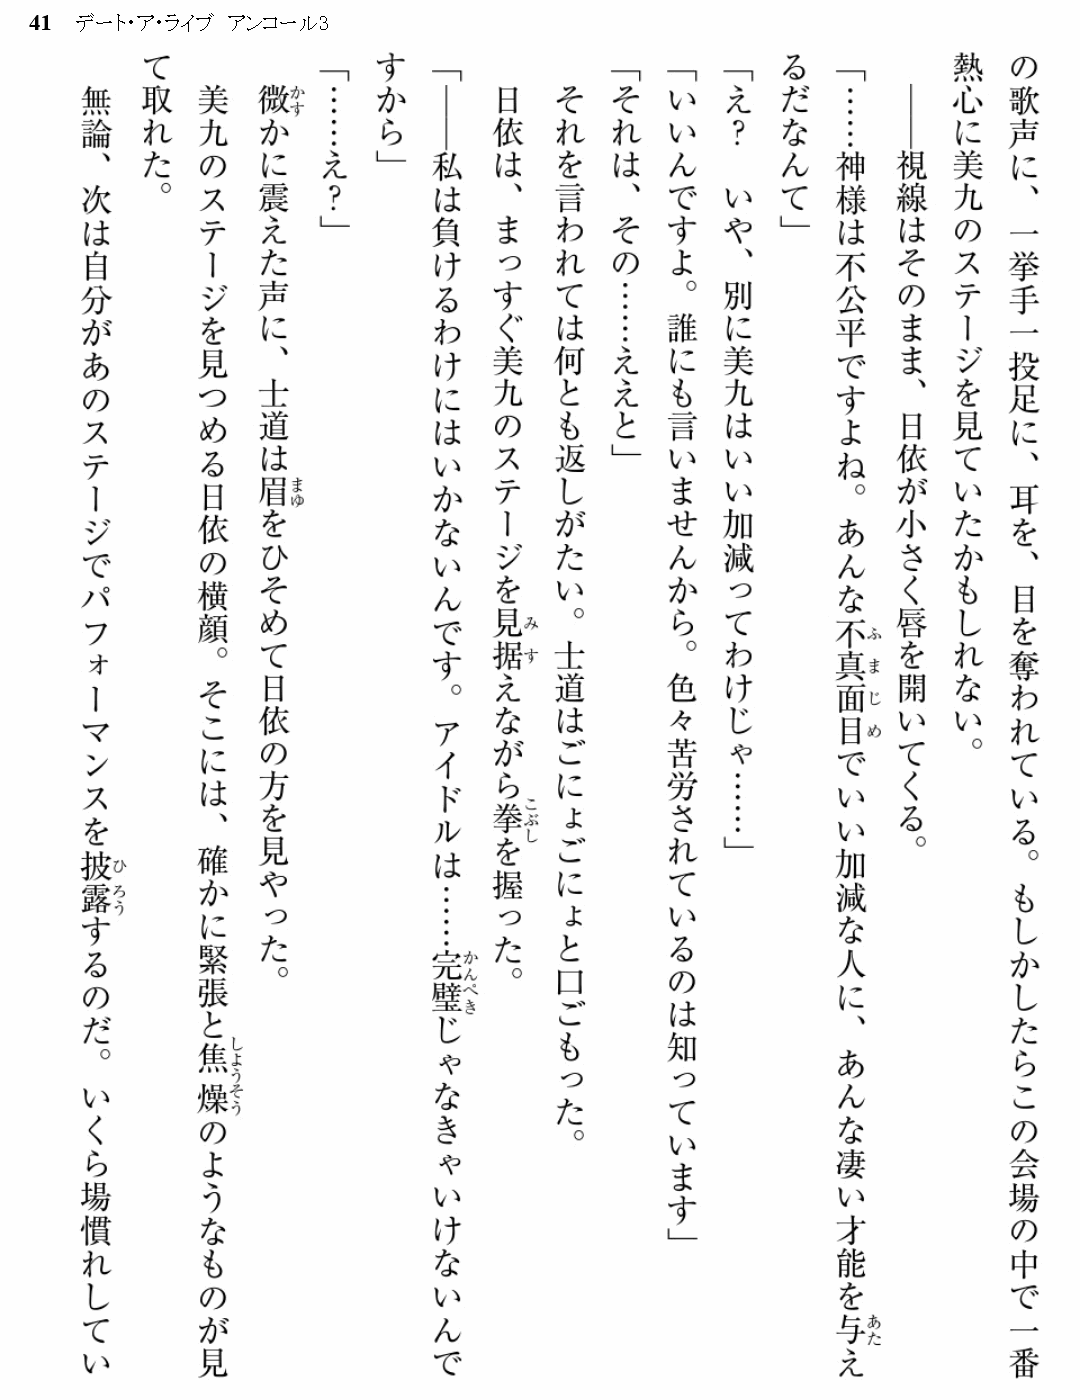 41　デート・ア・ライブ　アンコール3
の歌声に、一挙手一投足に、耳を、目を奪われている。もしかしたらこの会場の中で一番
熱心に美九のステージを見ていたかもしれない。
　――視線はそのまま、日依が小さく唇を開いてくる。
「……神様は不公平ですよね。あんな不真面目でいい加減な人に、あんな凄い才能を与え
るだなんて」
「え？　いや、別に美九はいい加減ってわけじゃ……」
「いいんですよ。誰にも言いませんから。色々苦労されているのは知っています」
「それは、その……ええと」
　それを言われては何とも返しがたい。士道はごにょごにょと口ごもった。
　日依は、まっすぐ美九のステージを見据えながら拳を握った。
「――私は負けるわけにはいかないんです。アイドルは……完璧じゃなきゃいけないんで
すから」
「……え？」
　微かに震えた声に、士道は眉をひそめて日依の方を見やった。
　美九のステージを見つめる日依の横顔。そこには、確かに緊張と焦燥のようなものが見
て取れた。
　無論、次は自分があのステージでパフォーマンスを披露するのだ。いくら場慣れしてい